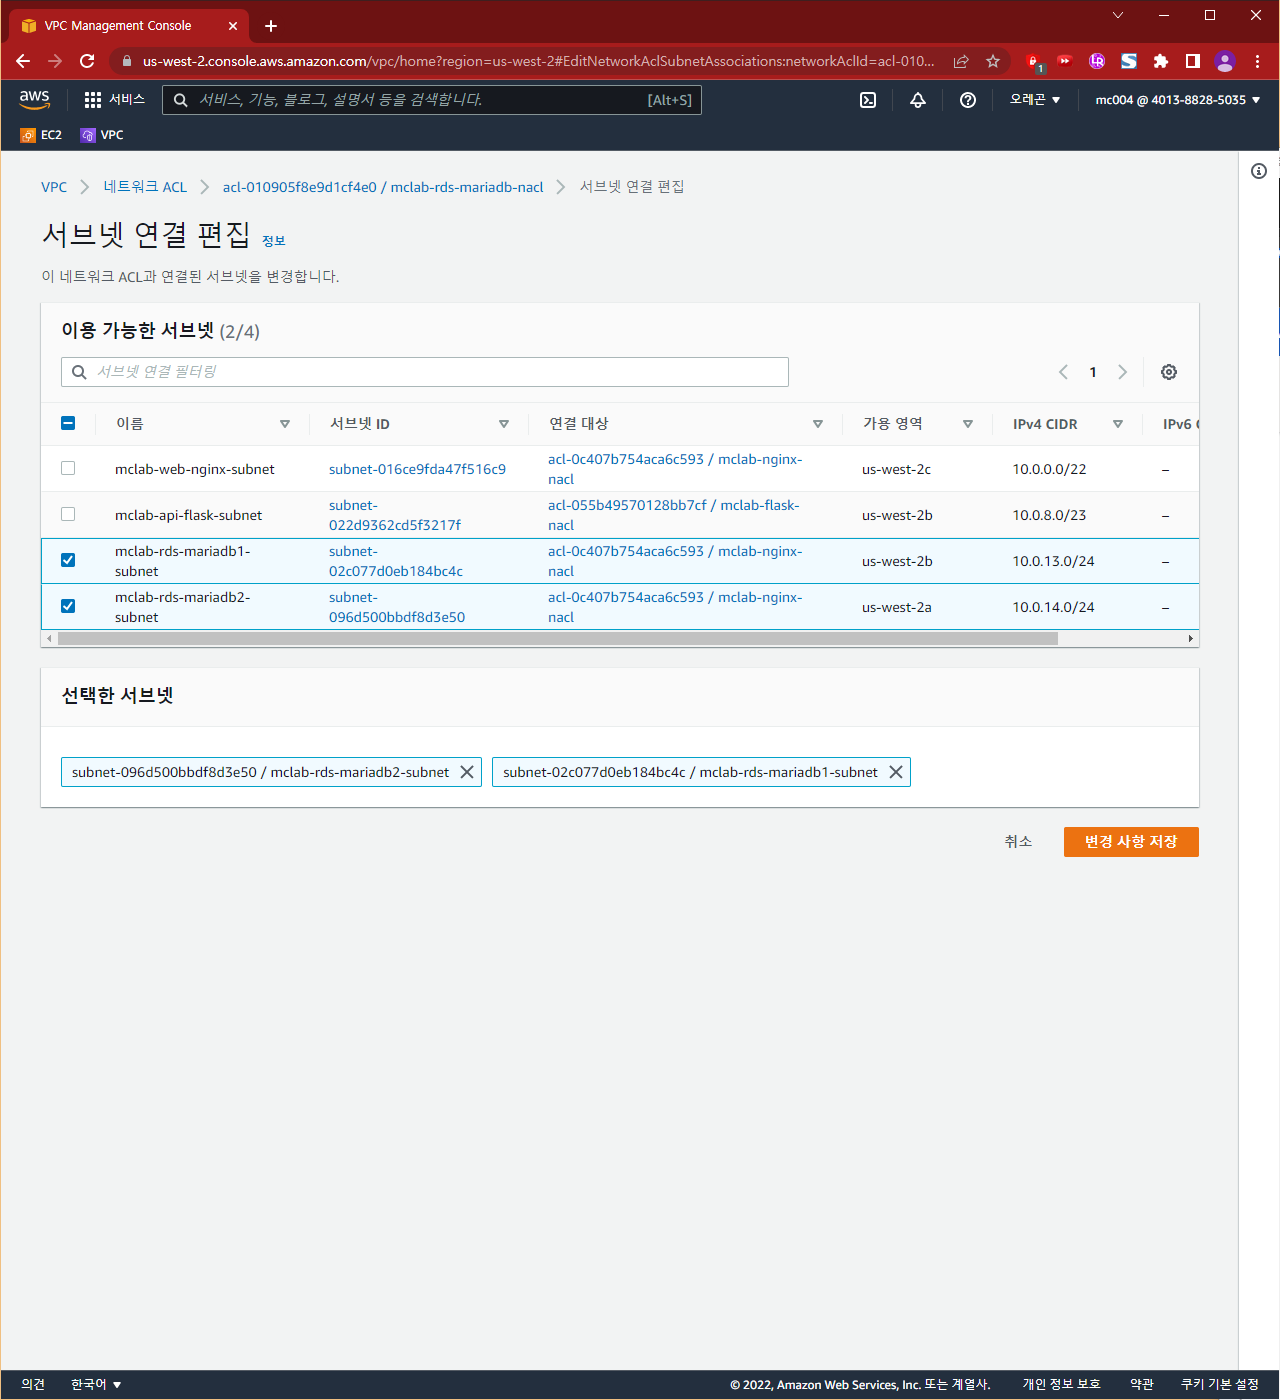 VPC Management Console
us-west-2.console.aws.amazon.com/vpc/home?region=us-west-2#EditNetworkAclSubnetAssociations:networkAclId=acl-010...
1
aws
서비스
서비스, 기능, 블로그, 설명서 등을 검색합니다.
[Alt+S]
오레곤
mc004 @ 4013-8828-5035
EC2
VPC
VPC
네트워크 ACL
acl-010905f8e9d1cf4e0 / mclab-rds-mariadb-nacl
서브넷 연결 편집
서브넷 연결 편집 정보
이 네트워크 ACL과 연결된 서브넷을 변경합니다.
이용 가능한 서브넷 (2/4)
서브넷 연결 필터링
1
이름
서브넷 ID
연결 대상
가용 영역
IPv4 CIDR
IPv6
mclab-web-nginx-subnet
subnet-016ce9fda47f516c9
acl-0c407b754aca6c593 / mclab-nginx-
nacl
us-west-2c
10.0.0.0/22
–
mclab-api-flask-subnet
subnet-
022d9362cd5f3217f
acl-055b49570128bb7cf / mclab-flask-
nacl
us-west-2b
10.0.8.0/23
–
mclab-rds-mariadb1-
subnet
subnet-
02c077d0eb184bc4c
acl-0c407b754aca6c593 / mclab-nginx-
nacl
us-west-2b
10.0.13.0/24
–
mclab-rds-mariadb2-
subnet
subnet-
096d500bbdf8d3e50
acl-0c407b754aca6c593 / mclab-nginx-
nacl
us-west-2a
10.0.14.0/24
–
선택한 서브넷
subnet-096d500bbdf8d3e50 / mclab-rds-mariadb2-subnet
subnet-02c077d0eb184bc4c / mclab-rds-mariadb1-subnet
취소
변경 사항 저장
의견
한국어
© 2022, Amazon Web Services, Inc. 또는 계열사.
개인 정보 보호
약관
쿠키 기본 설정